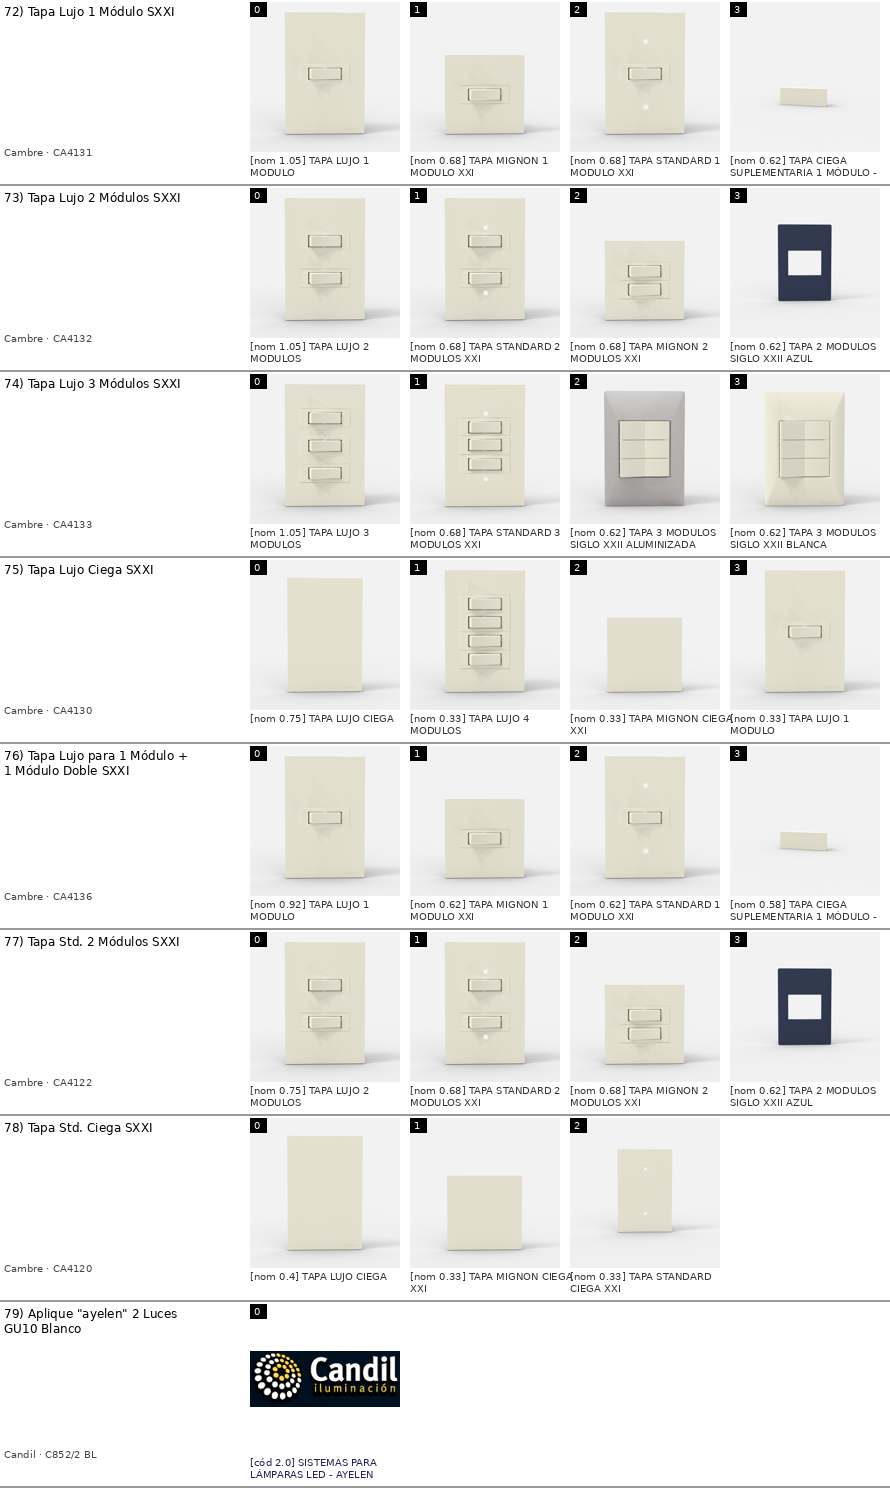 72) Tapa Lujo 1 Módulo SXXI
Cambre · CA4131
0
1
2
3
[nom 1.05] TAPA LUJO 1
MODULO
[nom 0.68] TAPA MIGNON 1
MODULO XXI
[nom 0.68] TAPA STANDARD 1
MODULO XXI
[nom 0.62] TAPA CIEGA
SUPLEMENTARIA 1 MÓDULO -
73) Tapa Lujo 2 Módulos SXXI
Cambre · CA4132
0
1
2
3
[nom 1.05] TAPA LUJO 2
MODULOS
[nom 0.68] TAPA STANDARD 2
MODULOS XXI
[nom 0.68] TAPA MIGNON 2
MODULOS XXI
[nom 0.62] TAPA 2 MODULOS
SIGLO XXII AZUL
74) Tapa Lujo 3 Módulos SXXI
Cambre · CA4133
0
1
2
3
[nom 1.05] TAPA LUJO 3
MODULOS
[nom 0.68] TAPA STANDARD 3
MODULOS XXI
[nom 0.62] TAPA 3 MODULOS
SIGLO XXII ALUMINIZADA
[nom 0.62] TAPA 3 MODULOS
SIGLO XXII BLANCA
75) Tapa Lujo Ciega SXXI
Cambre · CA4130
0
1
2
3
[nom 0.75] TAPA LUJO CIEGA
[nom 0.33] TAPA LUJO 4
MODULOS
[nom 0.33] TAPA MIGNON CIEGA
XXI
[nom 0.33] TAPA LUJO 1
MODULO
76) Tapa Lujo para 1 Módulo +
1 Módulo Doble SXXI
Cambre · CA4136
0
1
2
3
[nom 0.92] TAPA LUJO 1
MODULO
[nom 0.62] TAPA MIGNON 1
MODULO XXI
[nom 0.62] TAPA STANDARD 1
MODULO XXI
[nom 0.58] TAPA CIEGA
SUPLEMENTARIA 1 MÓDULO -
77) Tapa Std. 2 Módulos SXXI
Cambre · CA4122
0
1
2
3
[nom 0.75] TAPA LUJO 2
MODULOS
[nom 0.68] TAPA STANDARD 2
MODULOS XXI
[nom 0.68] TAPA MIGNON 2
MODULOS XXI
[nom 0.62] TAPA 2 MODULOS
SIGLO XXII AZUL
78) Tapa Std. Ciega SXXI
Cambre · CA4120
0
1
2
[nom 0.4] TAPA LUJO CIEGA
[nom 0.33] TAPA MIGNON CIEGA
XXI
[nom 0.33] TAPA STANDARD
CIEGA XXI
79) Aplique "ayelen" 2 Luces
GU10 Blanco
Candil · C852/2 BL
0
Candil
iluminación
[cód 2.0] SISTEMAS PARA
LÁMPARAS LED - AYELEN